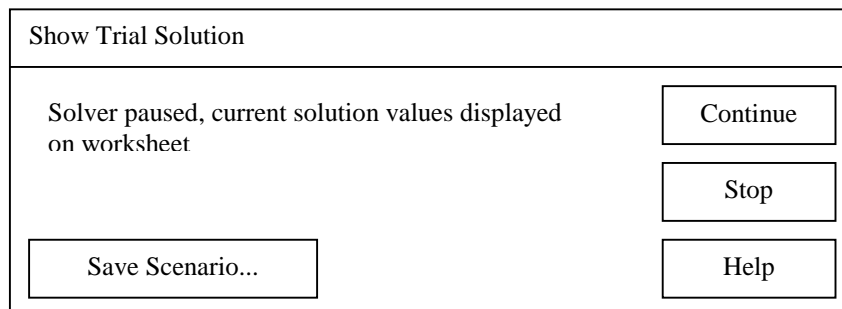 Show Trial Solution
Solver paused, current solution values displayed
on worksheet
Continue
Stop
Save Scenario...
Help